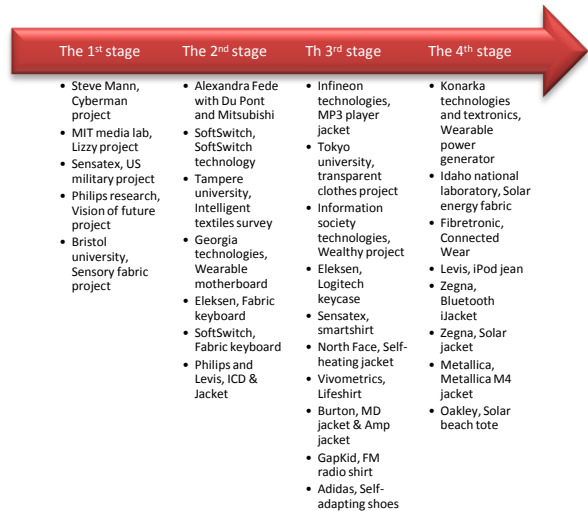 The 1st stage
The 2nd stage
Th 3rd stage
The 4th stage
• Steve Mann,
Cyberman
project
• MIT media lab,
Lizzy project
• Sensatex, US
military project
• Philips research,
Vision of future
project
• Bristol
university,
Sensory fabric
project
• Alexandra Fede
with Du Pont
and Mitsubishi
• SoftSwitch,
SoftSwitch
technology
• Tampere
university,
Intelligent
textiles survey
• Georgia
technologies,
Wearable
motherboard
• Eleksen, Fabric
keyboard
• SoftSwitch,
Fabric keyboard
• Philips and
Levis, ICD &
Jacket
• Infineon
technologies,
MP3 player
jacket
• Tokyo
university,
transparent
clothes project
• Information
society
technologies,
Wealthy project
• Eleksen,
Logitech
keycase
• Sensatex,
smartshirt
• North Face, Self-
heating jacket
• Vivometrics,
Lifeshirt
• Burton, MD
jacket & Amp
jacket
• GapKid, FM
radio shirt
• Adidas, Self-
adapting shoes
• Konarka
technologies
and textronics,
Wearable
power
generator
• Idaho national
laboratory, Solar
energy fabric
• Fibretronic,
Connected
Wear
• Levis, iPod jean
• Zegna,
Bluetooth
iJacket
• Zegna, Solar
jacket
• Metallica,
Metallica M4
jacket
• Oakley, Solar
beach tote